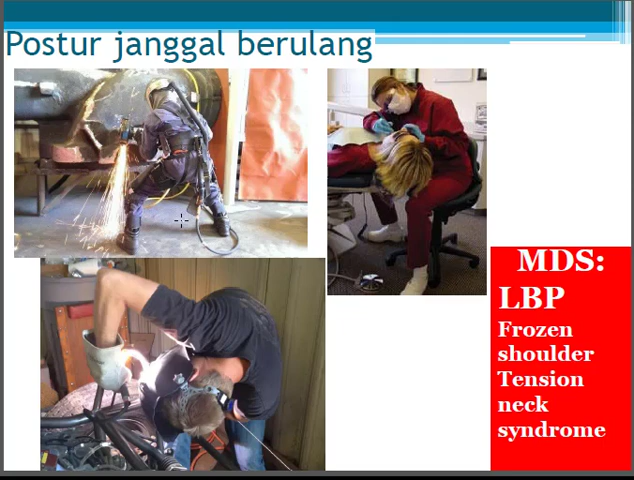 Postur janggal berulang
MDS:
LBP
Frozen
shoulder
Tension
neck
syndrome